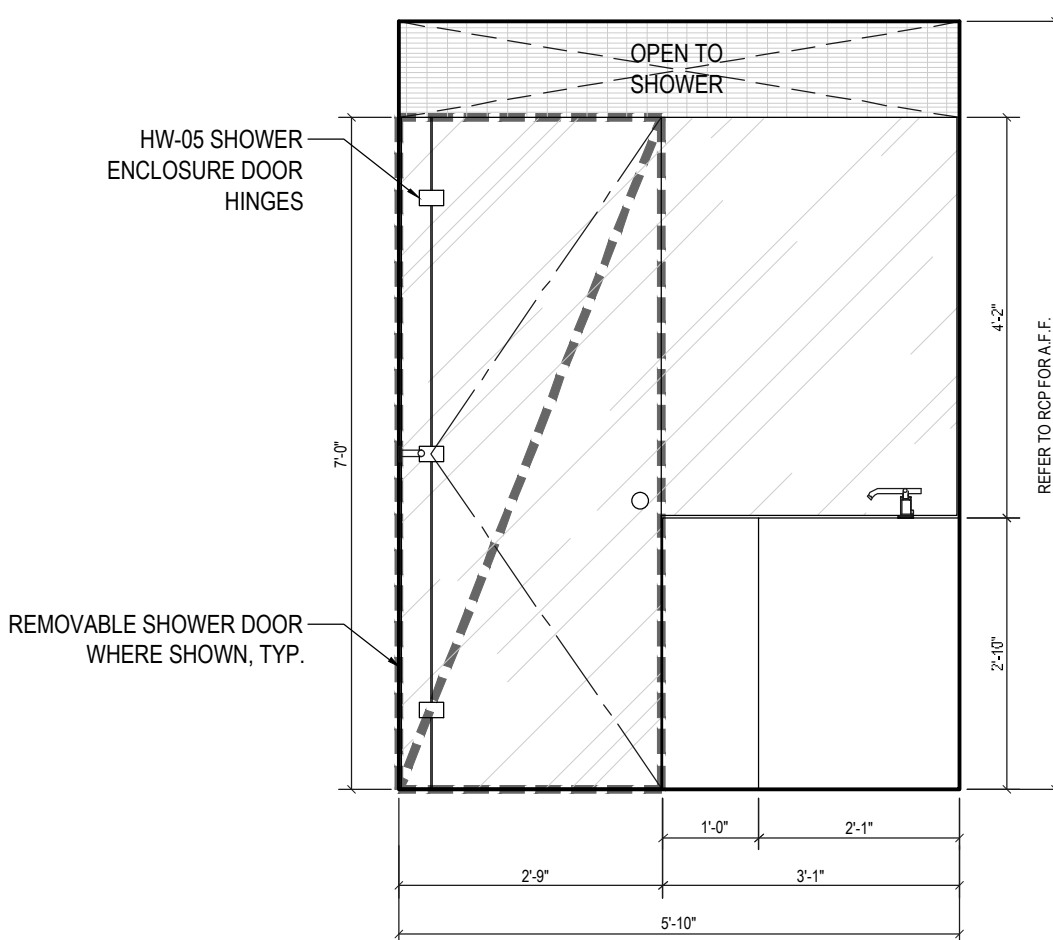 OPEN TO
SHOWER
HW-05 SHOWER
ENCLOSURE DOOR
HINGES
7'-0"
4'-2"
REFER TO RCP FOR A.F.F.
REMOVABLE SHOWER DOOR
WHERE SHOWN, TYP.
2'-10"
1'-0"
2'-1"
2'-9"
3'-1"
5'-10"